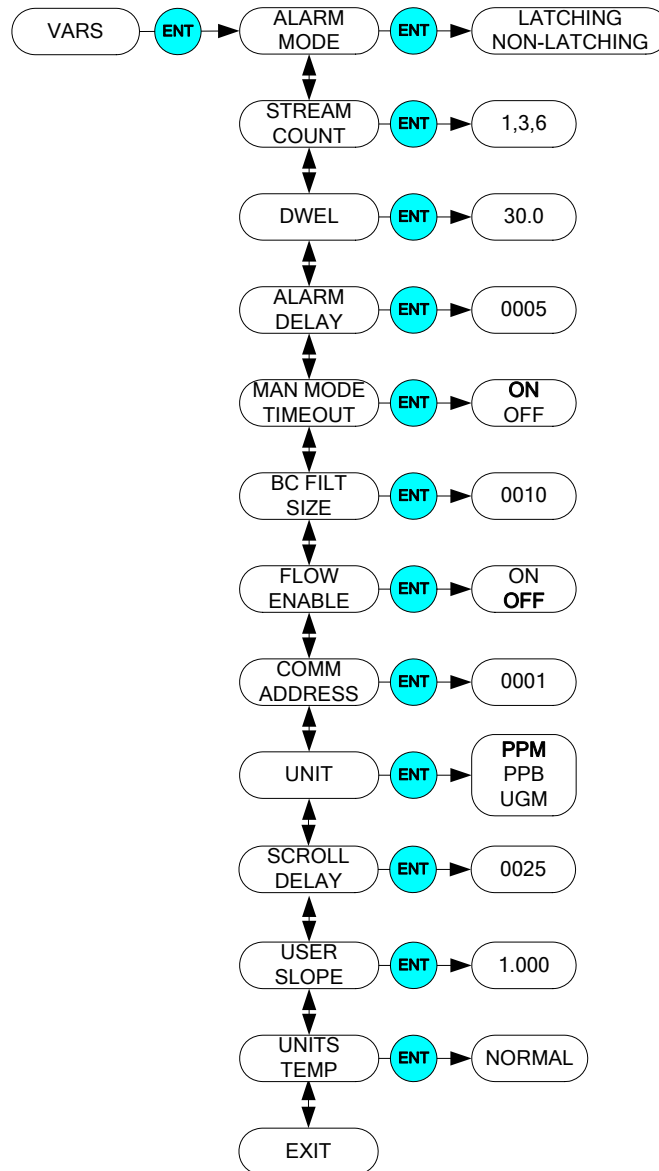 VARS
ENT
ALARM
MODE
ENT
LATCHING
NON-LATCHING
STREAM
COUNT
ENT
1,3,6
DWEL
ENT
30.0
ALARM
DELAY
ENT
0005
MAN MODE
TIMEOUT
ENT
ON
OFF
BC FILT
SIZE
ENT
0010
FLOW
ENABLE
ENT
ON
OFF
COMM
ADDRESS
ENT
0001
UNIT
ENT
PPM
PPB
UGM
SCROLL
DELAY
ENT
0025
USER
SLOPE
ENT
1.000
UNITS
TEMP
ENT
NORMAL
EXIT